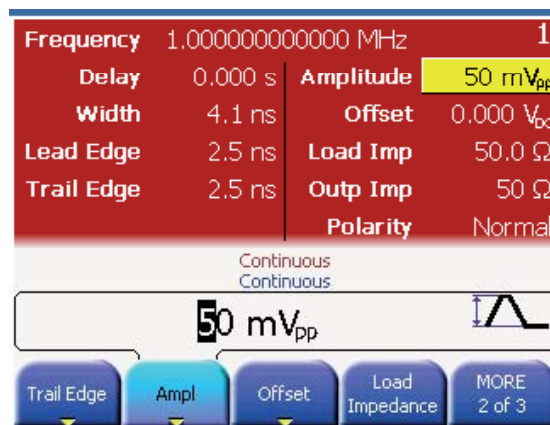 Frequency 1.000000000000 MHz 1
Delay 0.000 s Amplitude 50 mVpp
Width 4.1 ns Offset 0.000 VDC
Lead Edge 2.5 ns Load Imp 50.0 Ω
Trail Edge 2.5 ns Outp Imp 50 Ω
Polarity Normal
Continuous
Continuous
50 mVpp
Trail Edge
Ampl
Offset
Load
Impedance
MORE
2 of 3